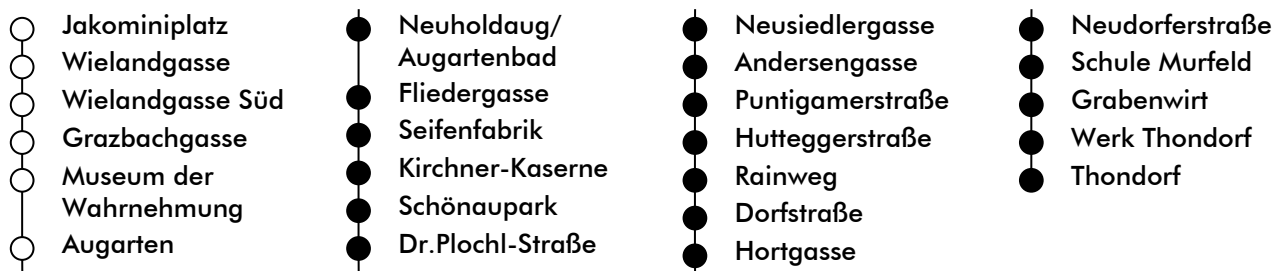 Jakominiplatz
Wielandgasse
Wielandgasse Süd
Grazbachgasse
Museum der
Wahrnehmung
Augarten
Neuholdaug/
Augartenbad
Fliedergasse
Seifenfabrik
Kirchner-Kaserne
Schönaupark
Dr.Plochl-Straße
Neusiedlergasse
Andersengasse
Puntigamerstraße
Hutteggerstraße
Rainweg
Dorfstraße
Hortgasse
Neudorferstraße
Schule Murfeld
Grabenwirt
Werk Thondorf
Thondorf